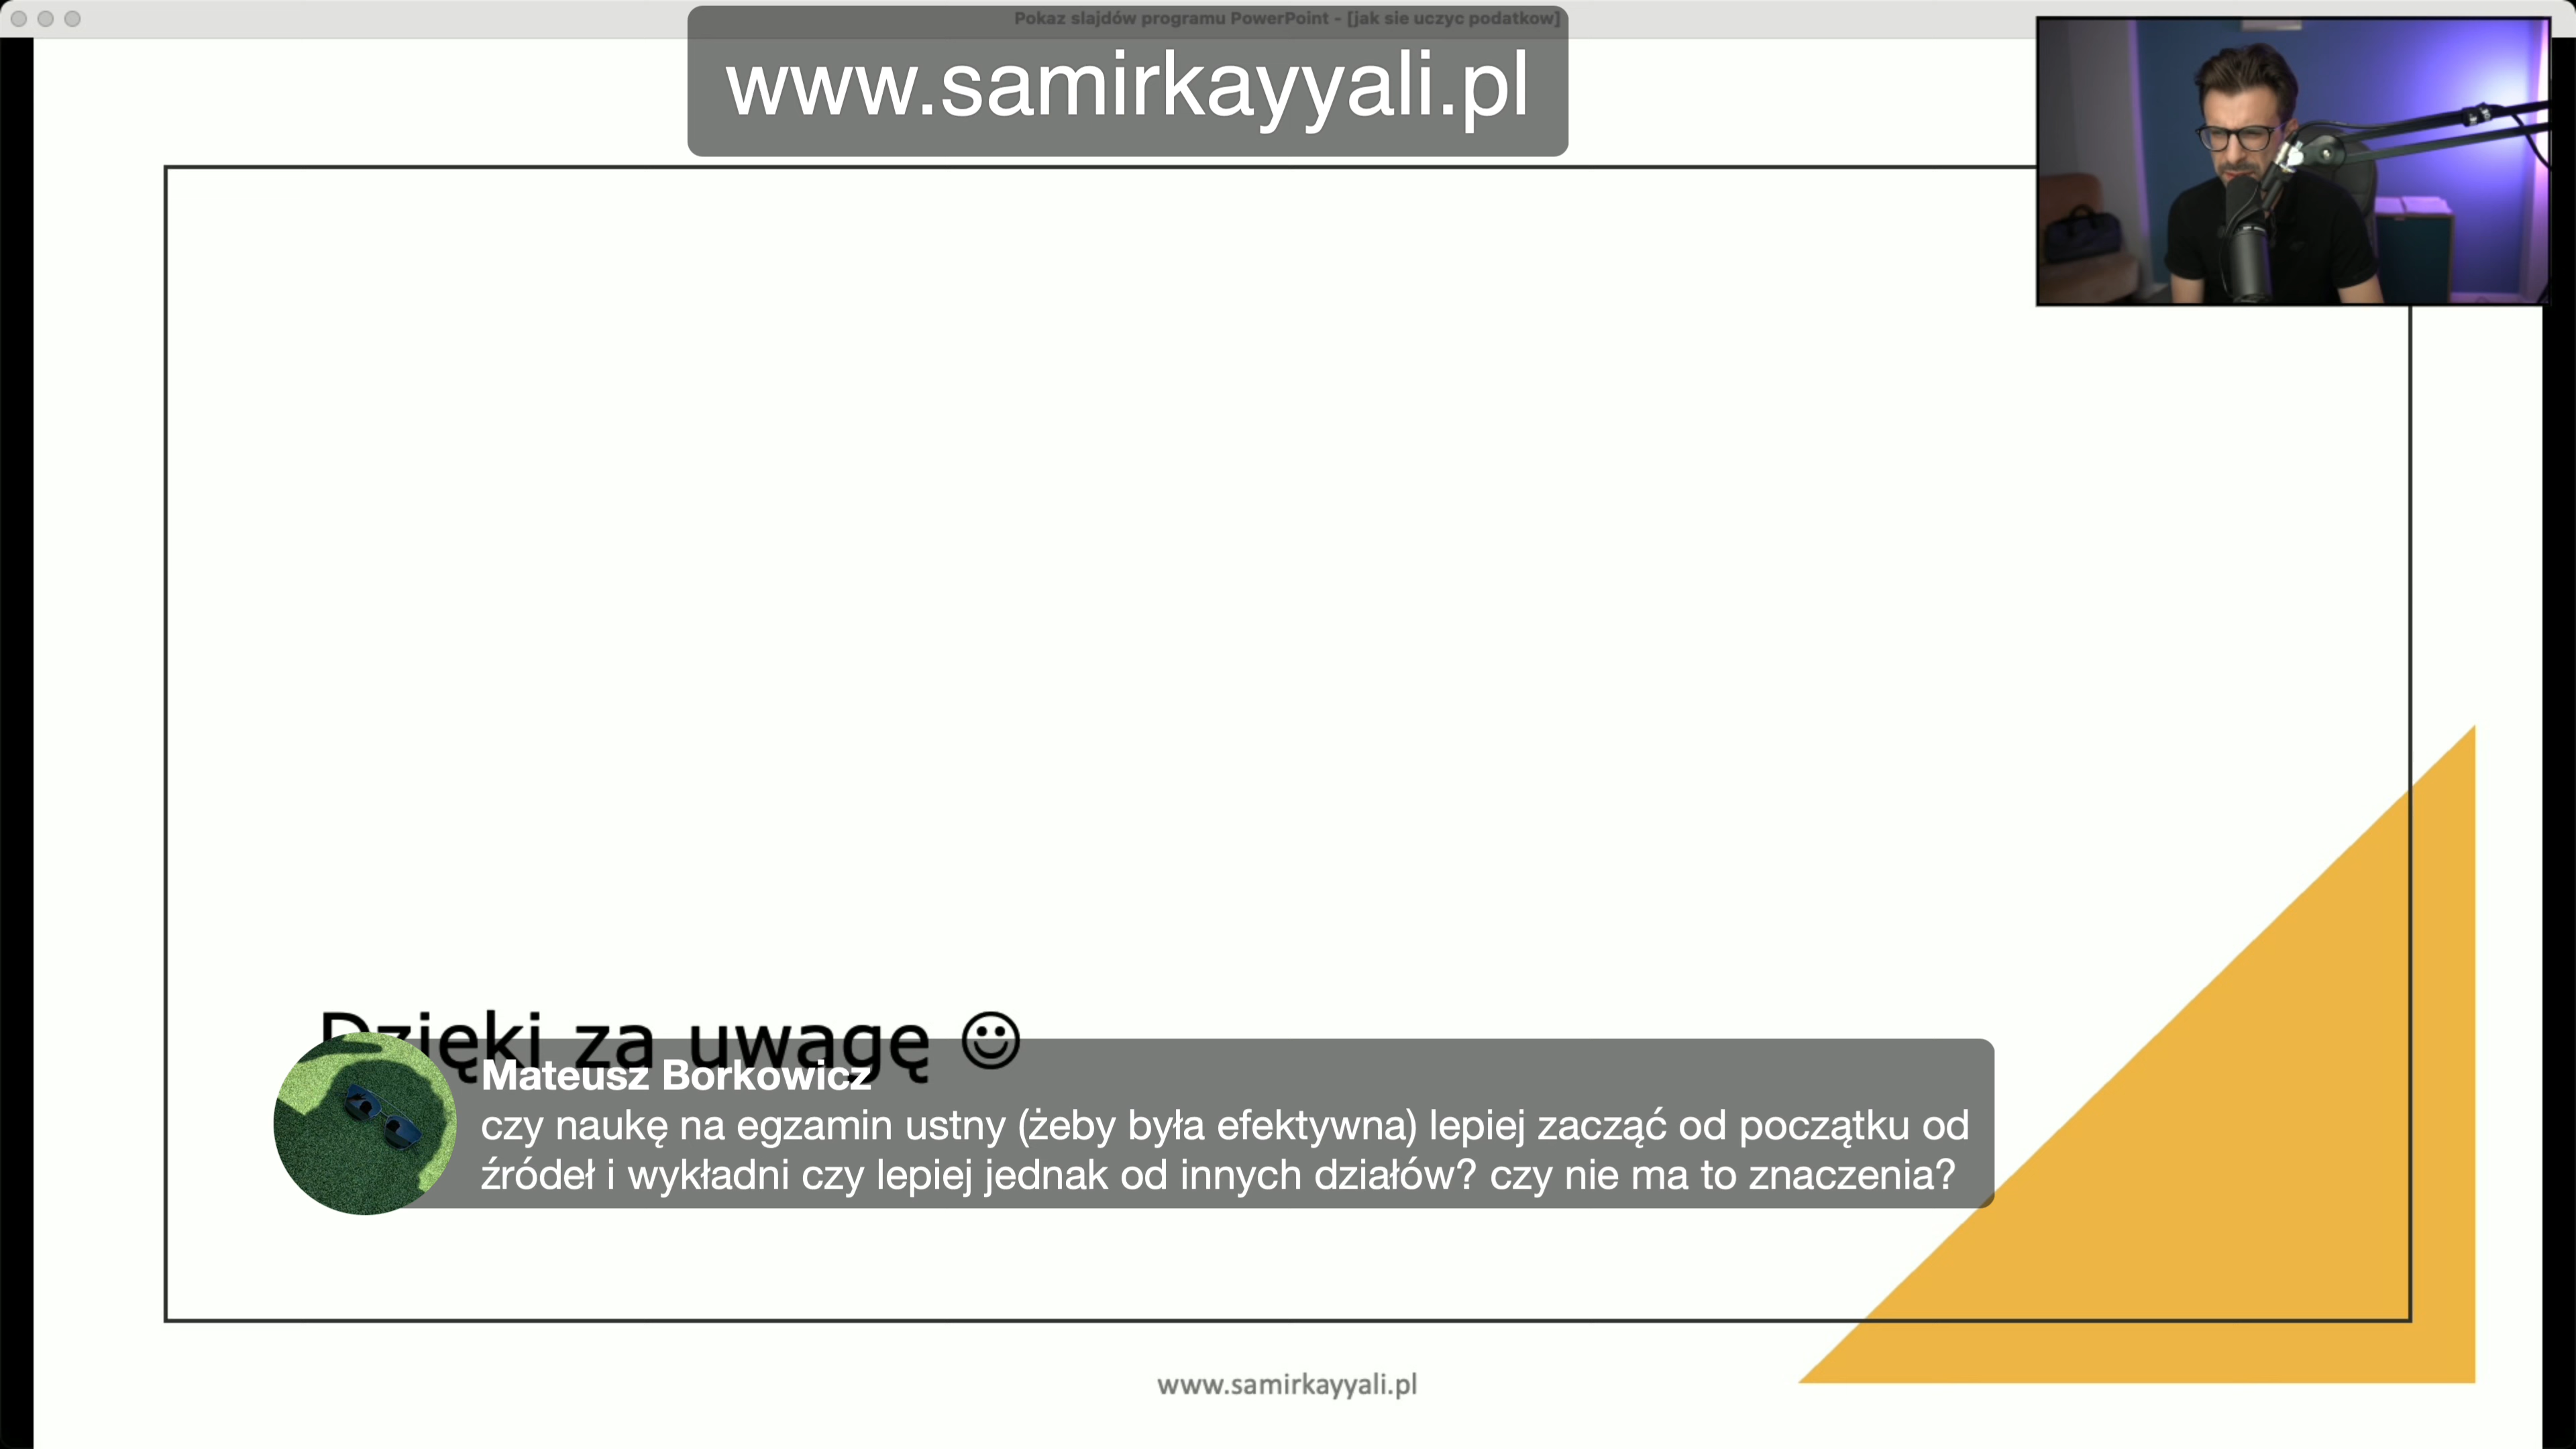 Pokaz slajdów programu PowerPoint - [jak sie uczyc podatkow]
www.samirkayyali.pl
Dzięki za uwagę ☺
Mateusz Borkowicz
czy naukę na egzamin ustny (żeby była efektywna) lepiej zacząć od początku od
źródeł i wykładni czy lepiej jednak od innych działów? czy nie ma to znaczenia?
www.samirkayyali.pl